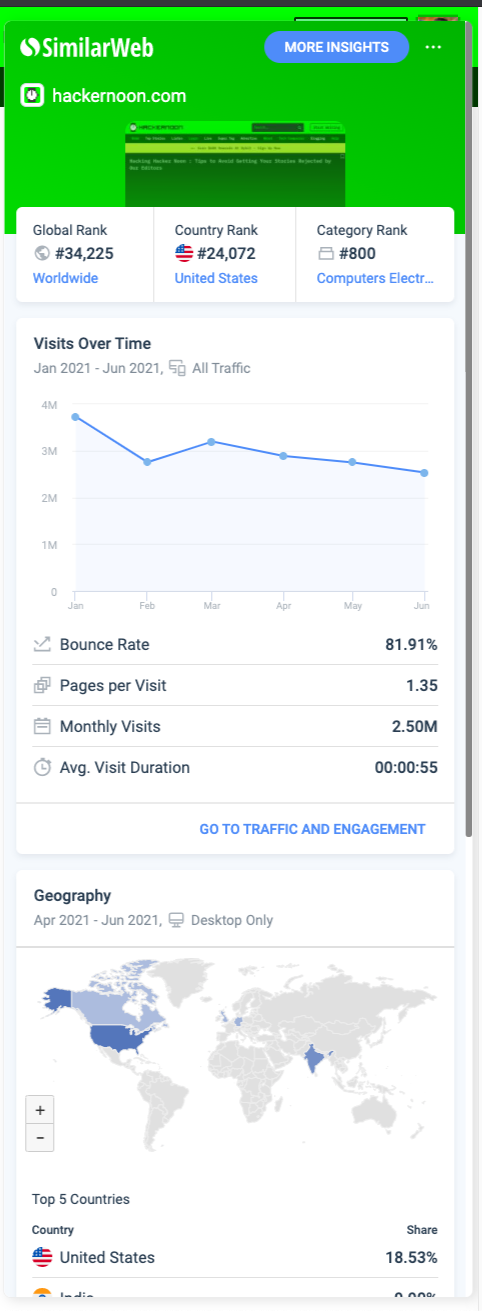 SimilarWeb
MORE INSIGHTS
hackernoon.com
HACKERNOON
Hacking Hacker Noon : Tips to Avoid Getting Your Stories Rejected by
Our Editors
Global Rank
#34,225
Worldwide
Country Rank
#24,072
United States
Category Rank
#800
Computers Electr...
Visits Over Time
Jan 2021 - Jun 2021, All Traffic
4M
3M
2M
1M
0
Jan Feb Mar Apr May Jun
Bounce Rate 81.91%
Pages per Visit 1.35
Monthly Visits 2.50M
Avg. Visit Duration 00:00:55
GO TO TRAFFIC AND ENGAGEMENT
Geography
Apr 2021 - Jun 2021, Desktop Only
+
−
Top 5 Countries
Country Share
United States 18.53%
India